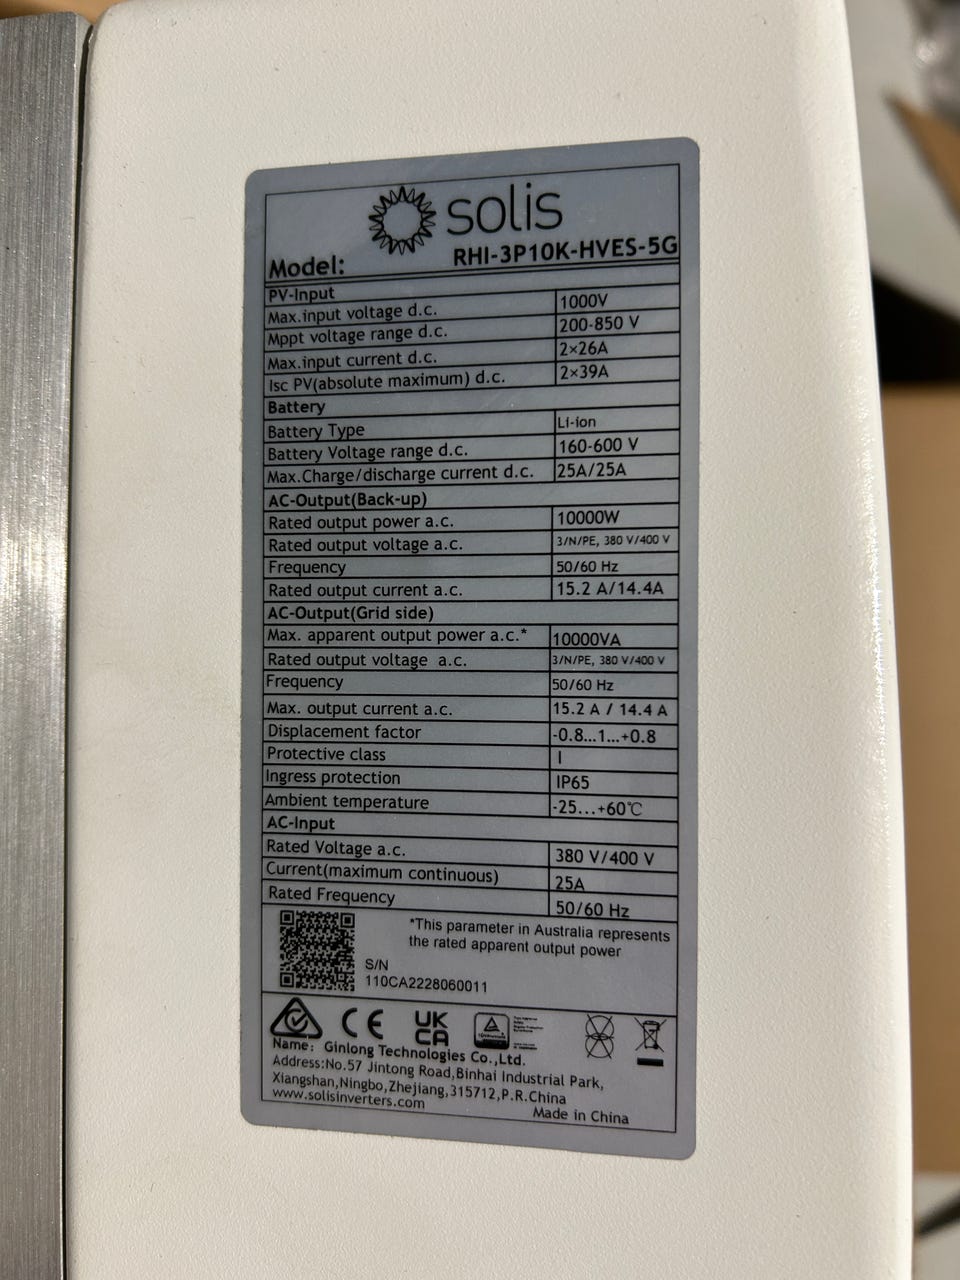 solis
Model: RHI-3P10K-HVES-5G
PV-Input
Max.input voltage d.c. 1000V
Mppt voltage range d.c. 200-850 V
Max.input current d.c. 2×26A
Isc PV(absolute maximum) d.c. 2×39A
Battery
Battery Type Li-ion
Battery Voltage range d.c. 160-600 V
Max.Charge/discharge current d.c. 25A/25A
AC-Output(Back-up)
Rated output power a.c. 10000W
Rated output voltage a.c. 3/N/PE, 380 V/400 V
Frequency 50/60 Hz
Rated output current a.c. 15.2 A/14.4A
AC-Output(Grid side)
Max. apparent output power a.c.* 10000VA
Rated output voltage a.c. 3/N/PE, 380 V/400 V
Frequency 50/60 Hz
Max. output current a.c. 15.2 A / 14.4 A
Displacement factor -0.8...1...+0.8
Protective class I
Ingress protection IP65
Ambient temperature -25...+60℃
AC-Input
Rated Voltage a.c. 380 V/400 V
Current(maximum continuous) 25A
Rated Frequency 50/60 Hz
*This parameter in Australia represents
the rated apparent output power
S/N
110CA2228060011
CE UK
CA
Name: Ginlong Technologies Co.,Ltd.
Address:No.57 Jintong Road,Binhai Industrial Park,
Xiangshan,Ningbo,Zhejiang,315712,P.R.China
www.solisinverters.com
Made in China